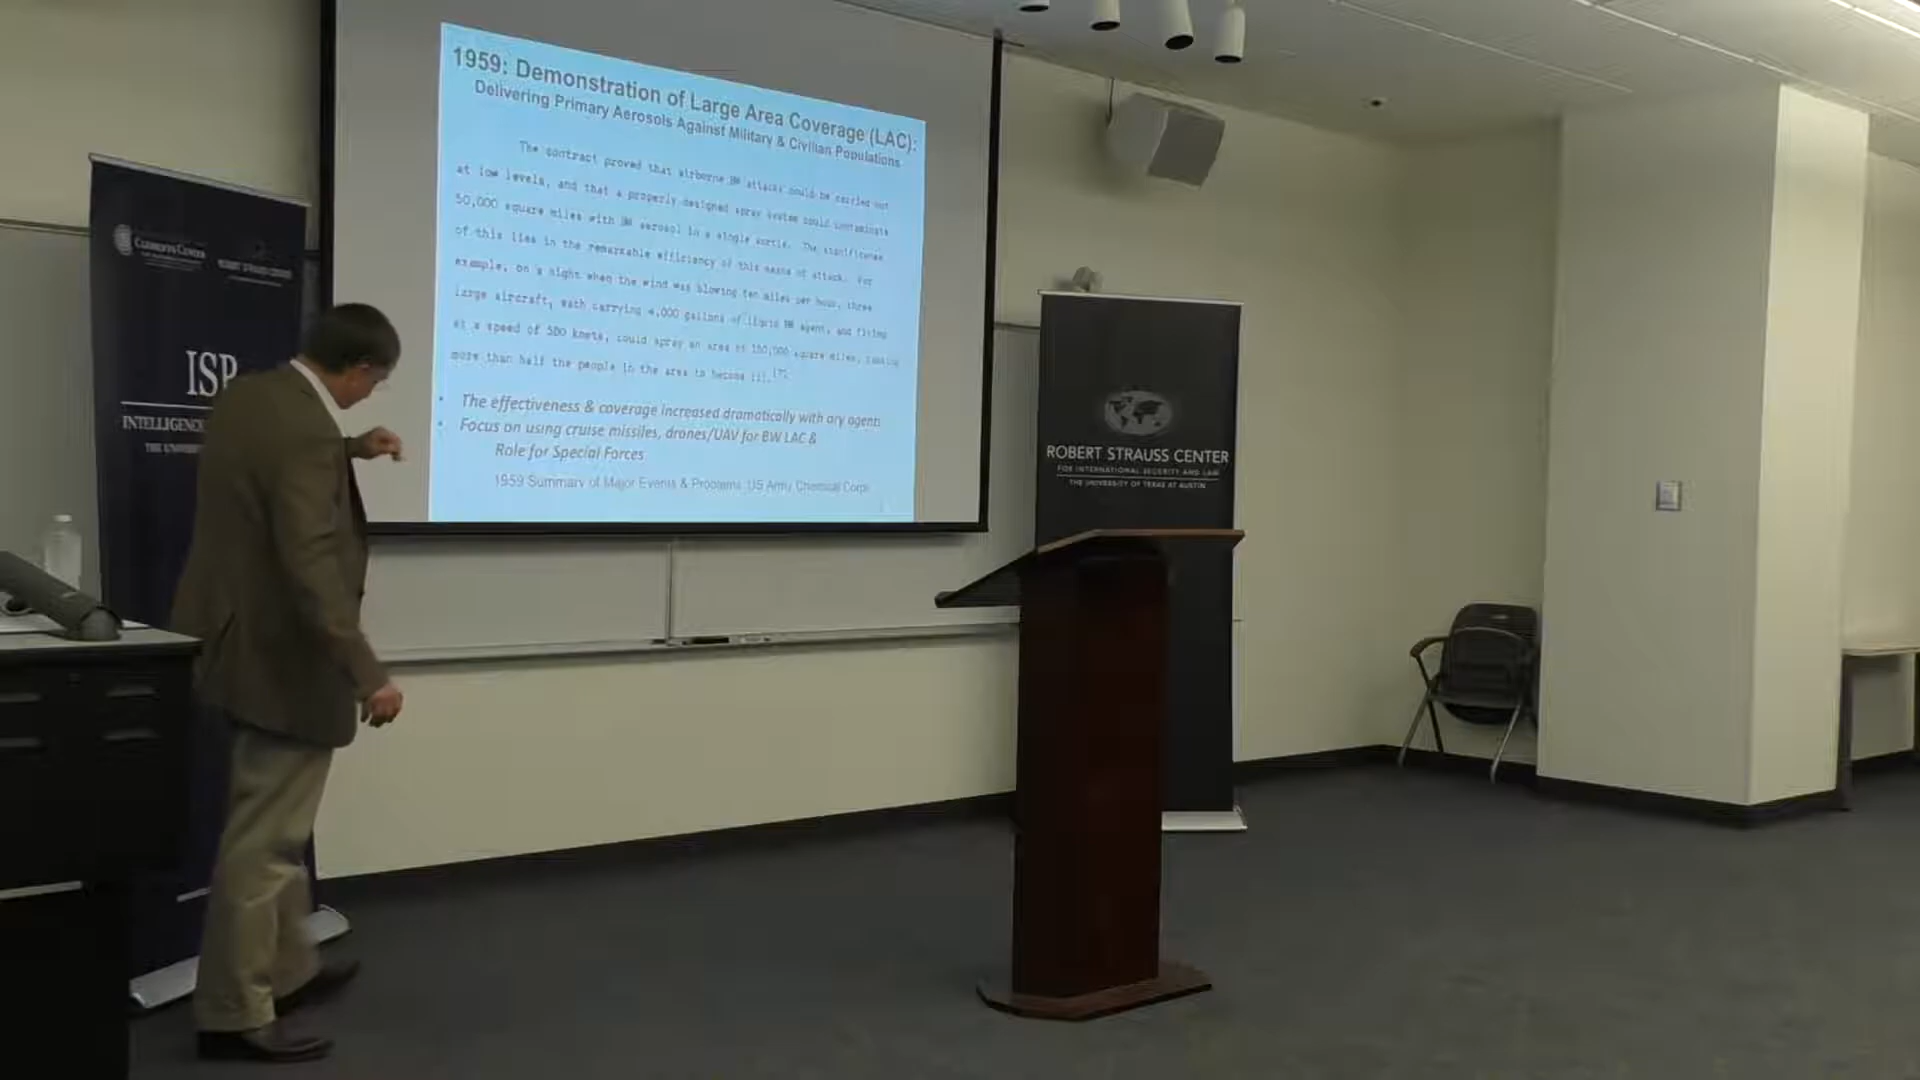 1959: Demonstration of Large Area Coverage (LAC):
Delivering Primary Aerosols Against Military & Civilian Populations
The contract proved that airborne BW attacks could be carried out
at low levels, and that a properly designed spray system could contaminate
50,000 square miles with BW aerosol in a single sortie. The significance
of this lies in the remarkable efficiency of this means of attack. For
example, on a night when the wind was blowing ten miles per hour, three
large aircraft, each carrying 4,000 gallons of liquid BW agent, and flying
at a speed of 500 knots, could spray an area of 150,000 square miles, causing
more than half the people in the area to become ill.
• The effectiveness & coverage increased dramatically with dry agents
• Focus on using cruise missiles, drones/UAV for BW LAC &
Role for Special Forces
1959 Summary of Major Events & Problems, US Army Chemical Corps
CLEMENTS CENTER
ROBERT STRAUSS CENTER
ISP
INTELLIGENCE
ROBERT STRAUSS CENTER
FOR INTERNATIONAL SECURITY AND LAW
THE UNIVERSITY OF TEXAS AT AUSTIN